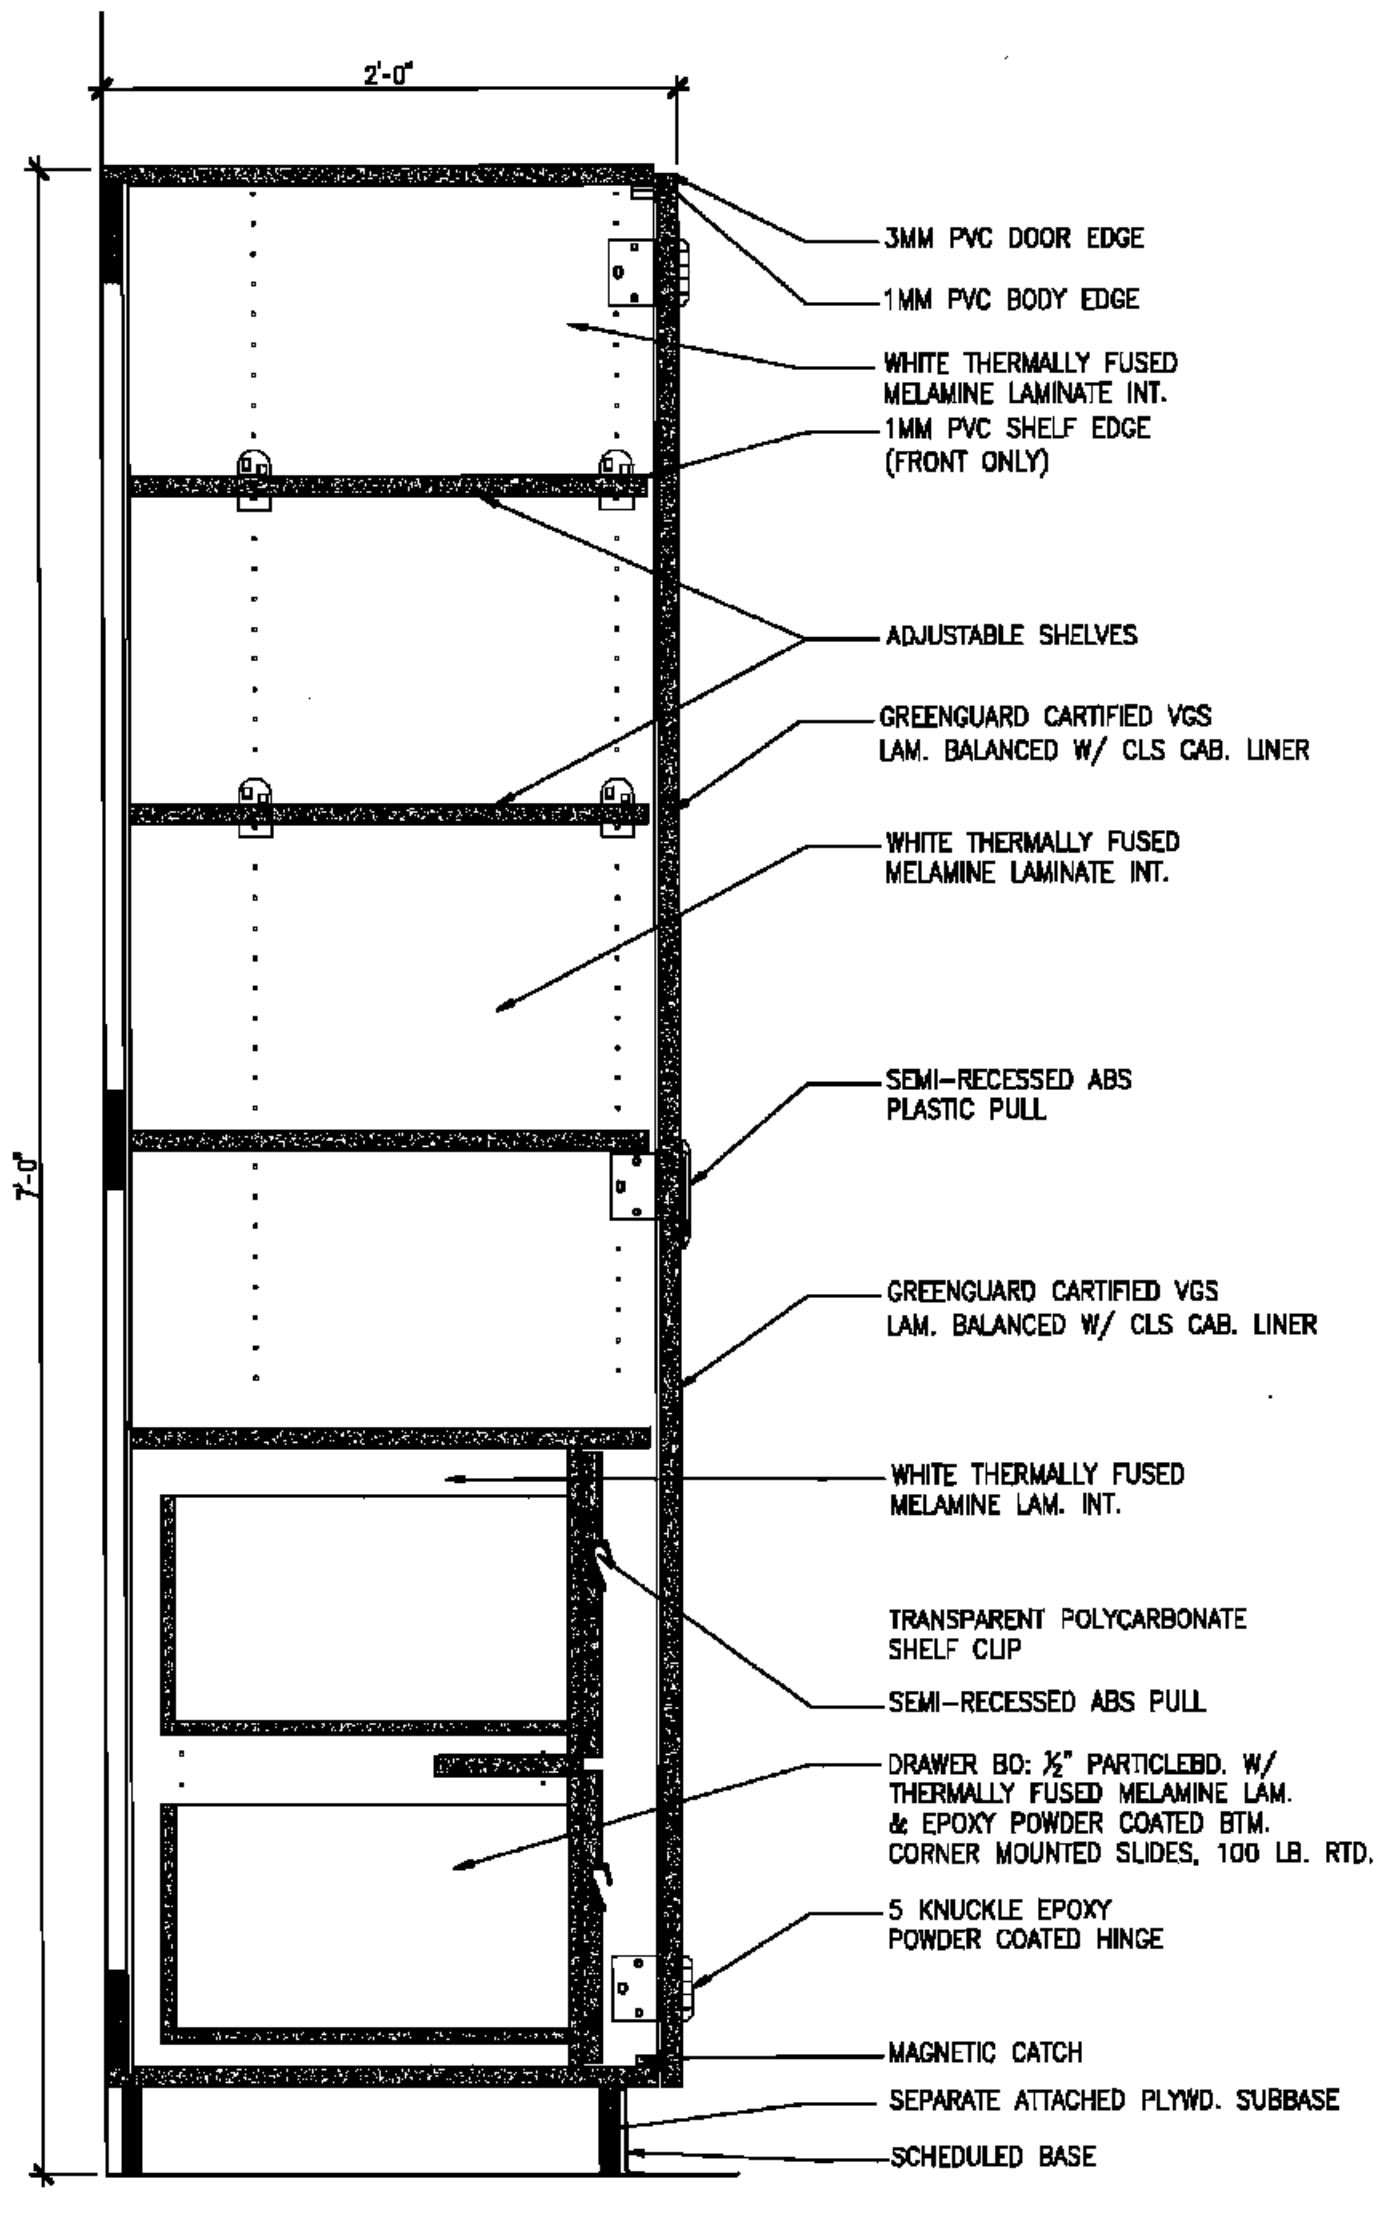 2'-0"
3MM PVC DOOR EDGE
1MM PVC BODY EDGE
WHITE THERMALLY FUSED
MELAMINE LAMINATE INT.
1MM PVC SHELF EDGE
(FRONT ONLY)
ADJUSTABLE SHELVES
GREENGUARD CARTIFIED VGS
LAM. BALANCED W/ CLS CAB. LINER
WHITE THERMALLY FUSED
MELAMINE LAMINATE INT.
SEMI-RECESSED ABS
PLASTIC PULL
7'-0"
GREENGUARD CARTIFIED VGS
LAM. BALANCED W/ CLS CAB. LINER
WHITE THERMALLY FUSED
MELAMINE LAM. INT.
TRANSPARENT POLYCARBONATE
SHELF CLIP
SEMI-RECESSED ABS PULL
DRAWER BD: ½" PARTICLEBD. W/
THERMALLY FUSED MELAMINE LAM.
& EPOXY POWDER COATED BTM.
CORNER MOUNTED SLIDES, 100 LB. RTD.
5 KNUCKLE EPOXY
POWDER COATED HINGE
MAGNETIC CATCH
SEPARATE ATTACHED PLYWD. SUBBASE
SCHEDULED BASE